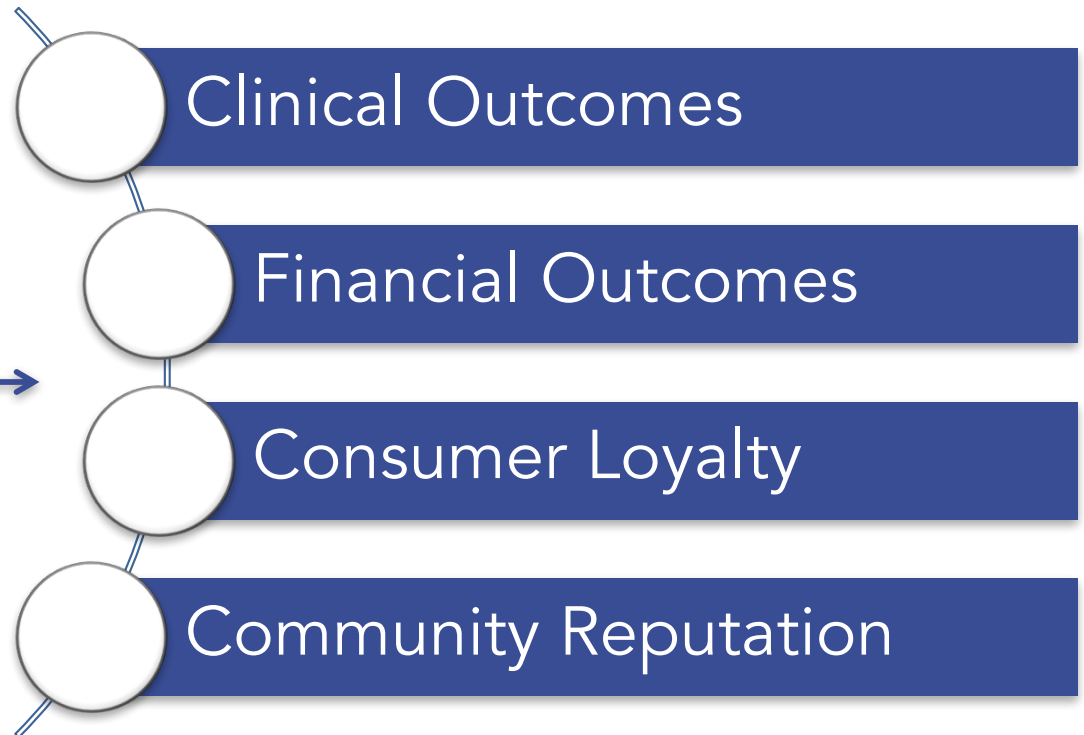 Clinical Outcomes
Financial Outcomes
Consumer Loyalty
Community Reputation